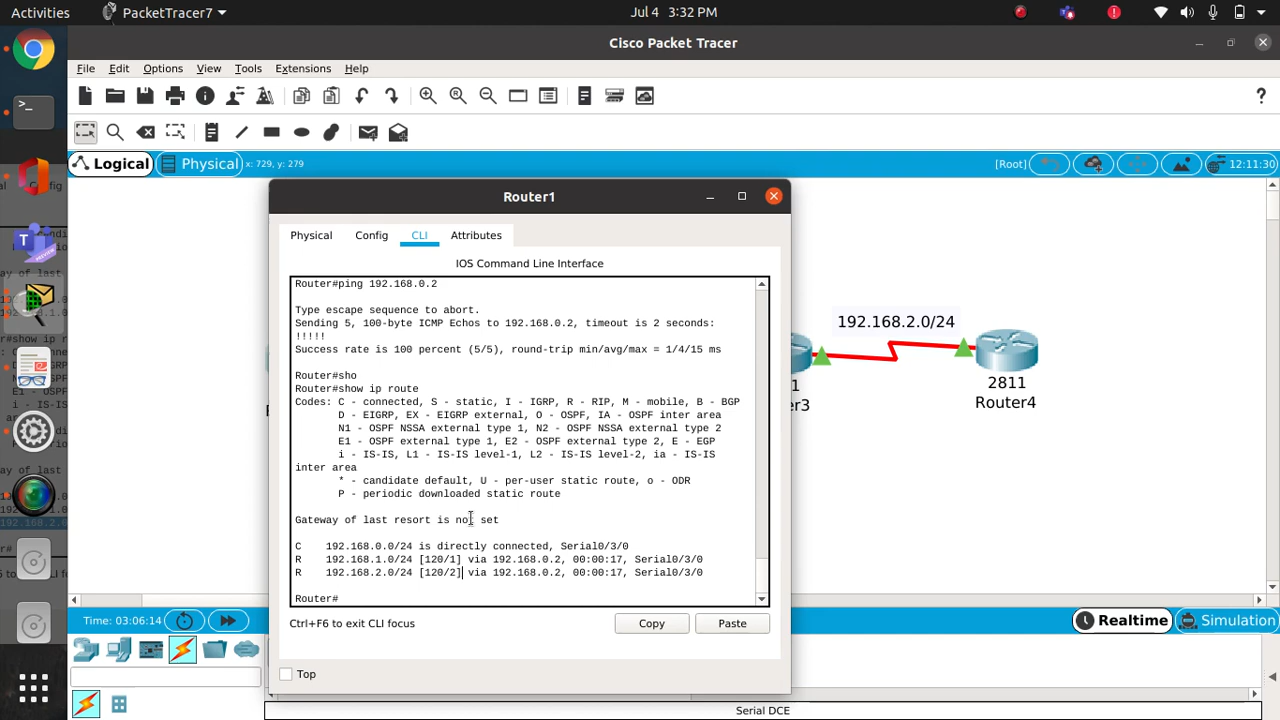 Activities
PacketTracer7
Jul 4 3:32 PM
Cisco Packet Tracer
File Edit Options View Tools Extensions Help
Logical
Physical
x: 729, y: 279
[Root]
12:11:30
Router1
Physical Config CLI Attributes
IOS Command Line Interface
Router#ping 192.168.0.2
Type escape sequence to abort.
Sending 5, 100-byte ICMP Echos to 192.168.0.2, timeout is 2 seconds:
!!!!!
Success rate is 100 percent (5/5), round-trip min/avg/max = 1/4/15 ms
Router#sho
Router#show ip route
Codes: C - connected, S - static, I - IGRP, R - RIP, M - mobile, B - BGP
D - EIGRP, EX - EIGRP external, O - OSPF, IA - OSPF inter area
N1 - OSPF NSSA external type 1, N2 - OSPF NSSA external type 2
E1 - OSPF external type 1, E2 - OSPF external type 2, E - EGP
i - IS-IS, L1 - IS-IS level-1, L2 - IS-IS level-2, ia - IS-IS
inter area
* - candidate default, U - per-user static route, o - ODR
P - periodic downloaded static route
Gateway of last resort is not set
C 192.168.0.0/24 is directly connected, Serial0/3/0
R 192.168.1.0/24 [120/1] via 192.168.0.2, 00:00:17, Serial0/3/0
R 192.168.2.0/24 [120/2] via 192.168.0.2, 00:00:17, Serial0/3/0
Router#
Ctrl+F6 to exit CLI focus
Copy
Paste
Top
192.168.2.0/24
1
er3
2811
Router4
Time: 03:06:14
Realtime
Simulation
Serial DCE